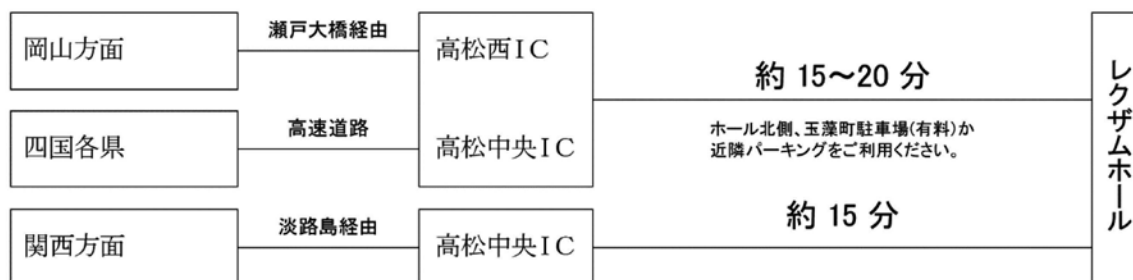 岡山方面
瀬戸大橋経由
高松西ＩＣ
四国各県
高速道路
高松中央ＩＣ
約 15～20 分
ホール北側、玉藻町駐車場(有料)か
近隣パーキングをご利用ください。
関西方面
淡路島経由
高松中央ＩＣ
約 15 分
レクザムホール